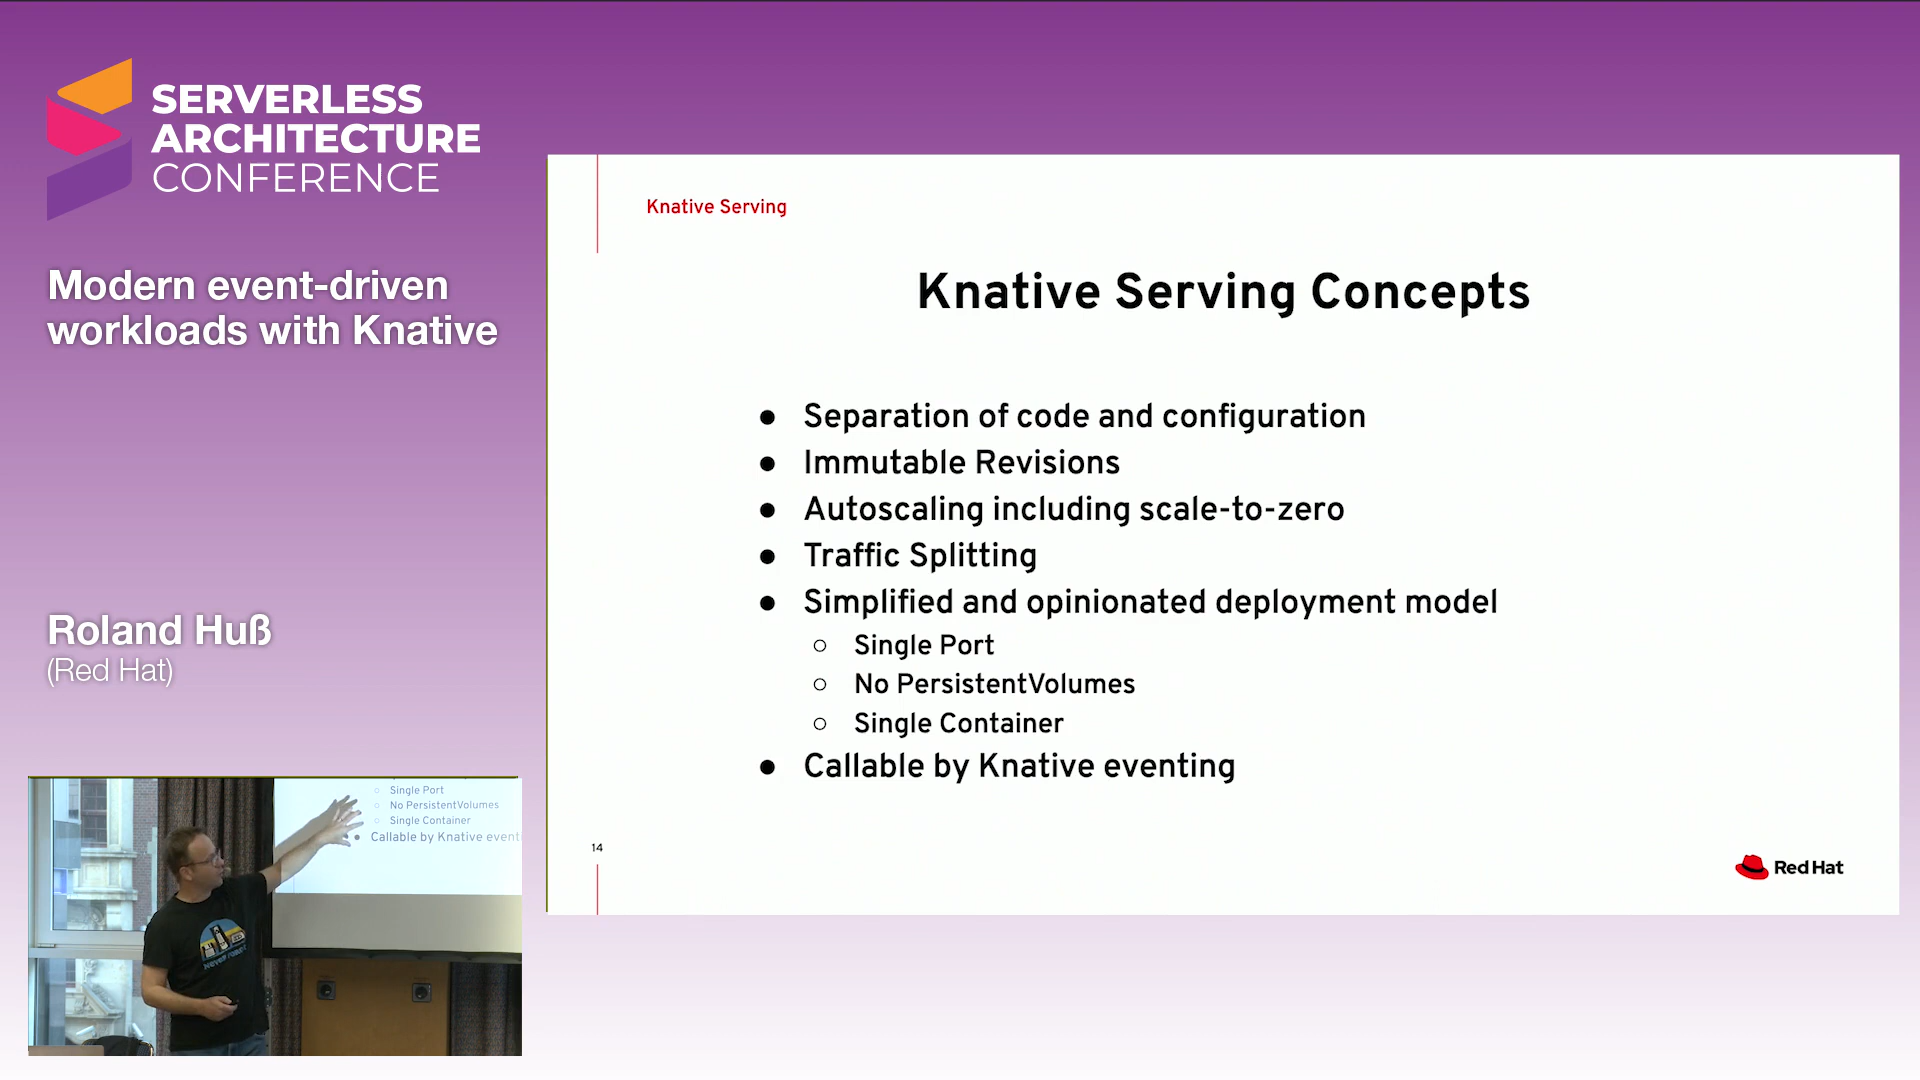 SERVERLESS
ARCHITECTURE
CONFERENCE
Modern event-driven
workloads with Knative
Roland Huß
(Red Hat)
Knative Serving
Knative Serving Concepts
● Separation of code and configuration
● Immutable Revisions
● Autoscaling including scale-to-zero
● Traffic Splitting
● Simplified and opinionated deployment model
○ Single Port
○ No PersistentVolumes
○ Single Container
● Callable by Knative eventing
14
Red Hat
○ Single Port
○ No PersistentVolumes
○ Single Container
● Callable by Knative event